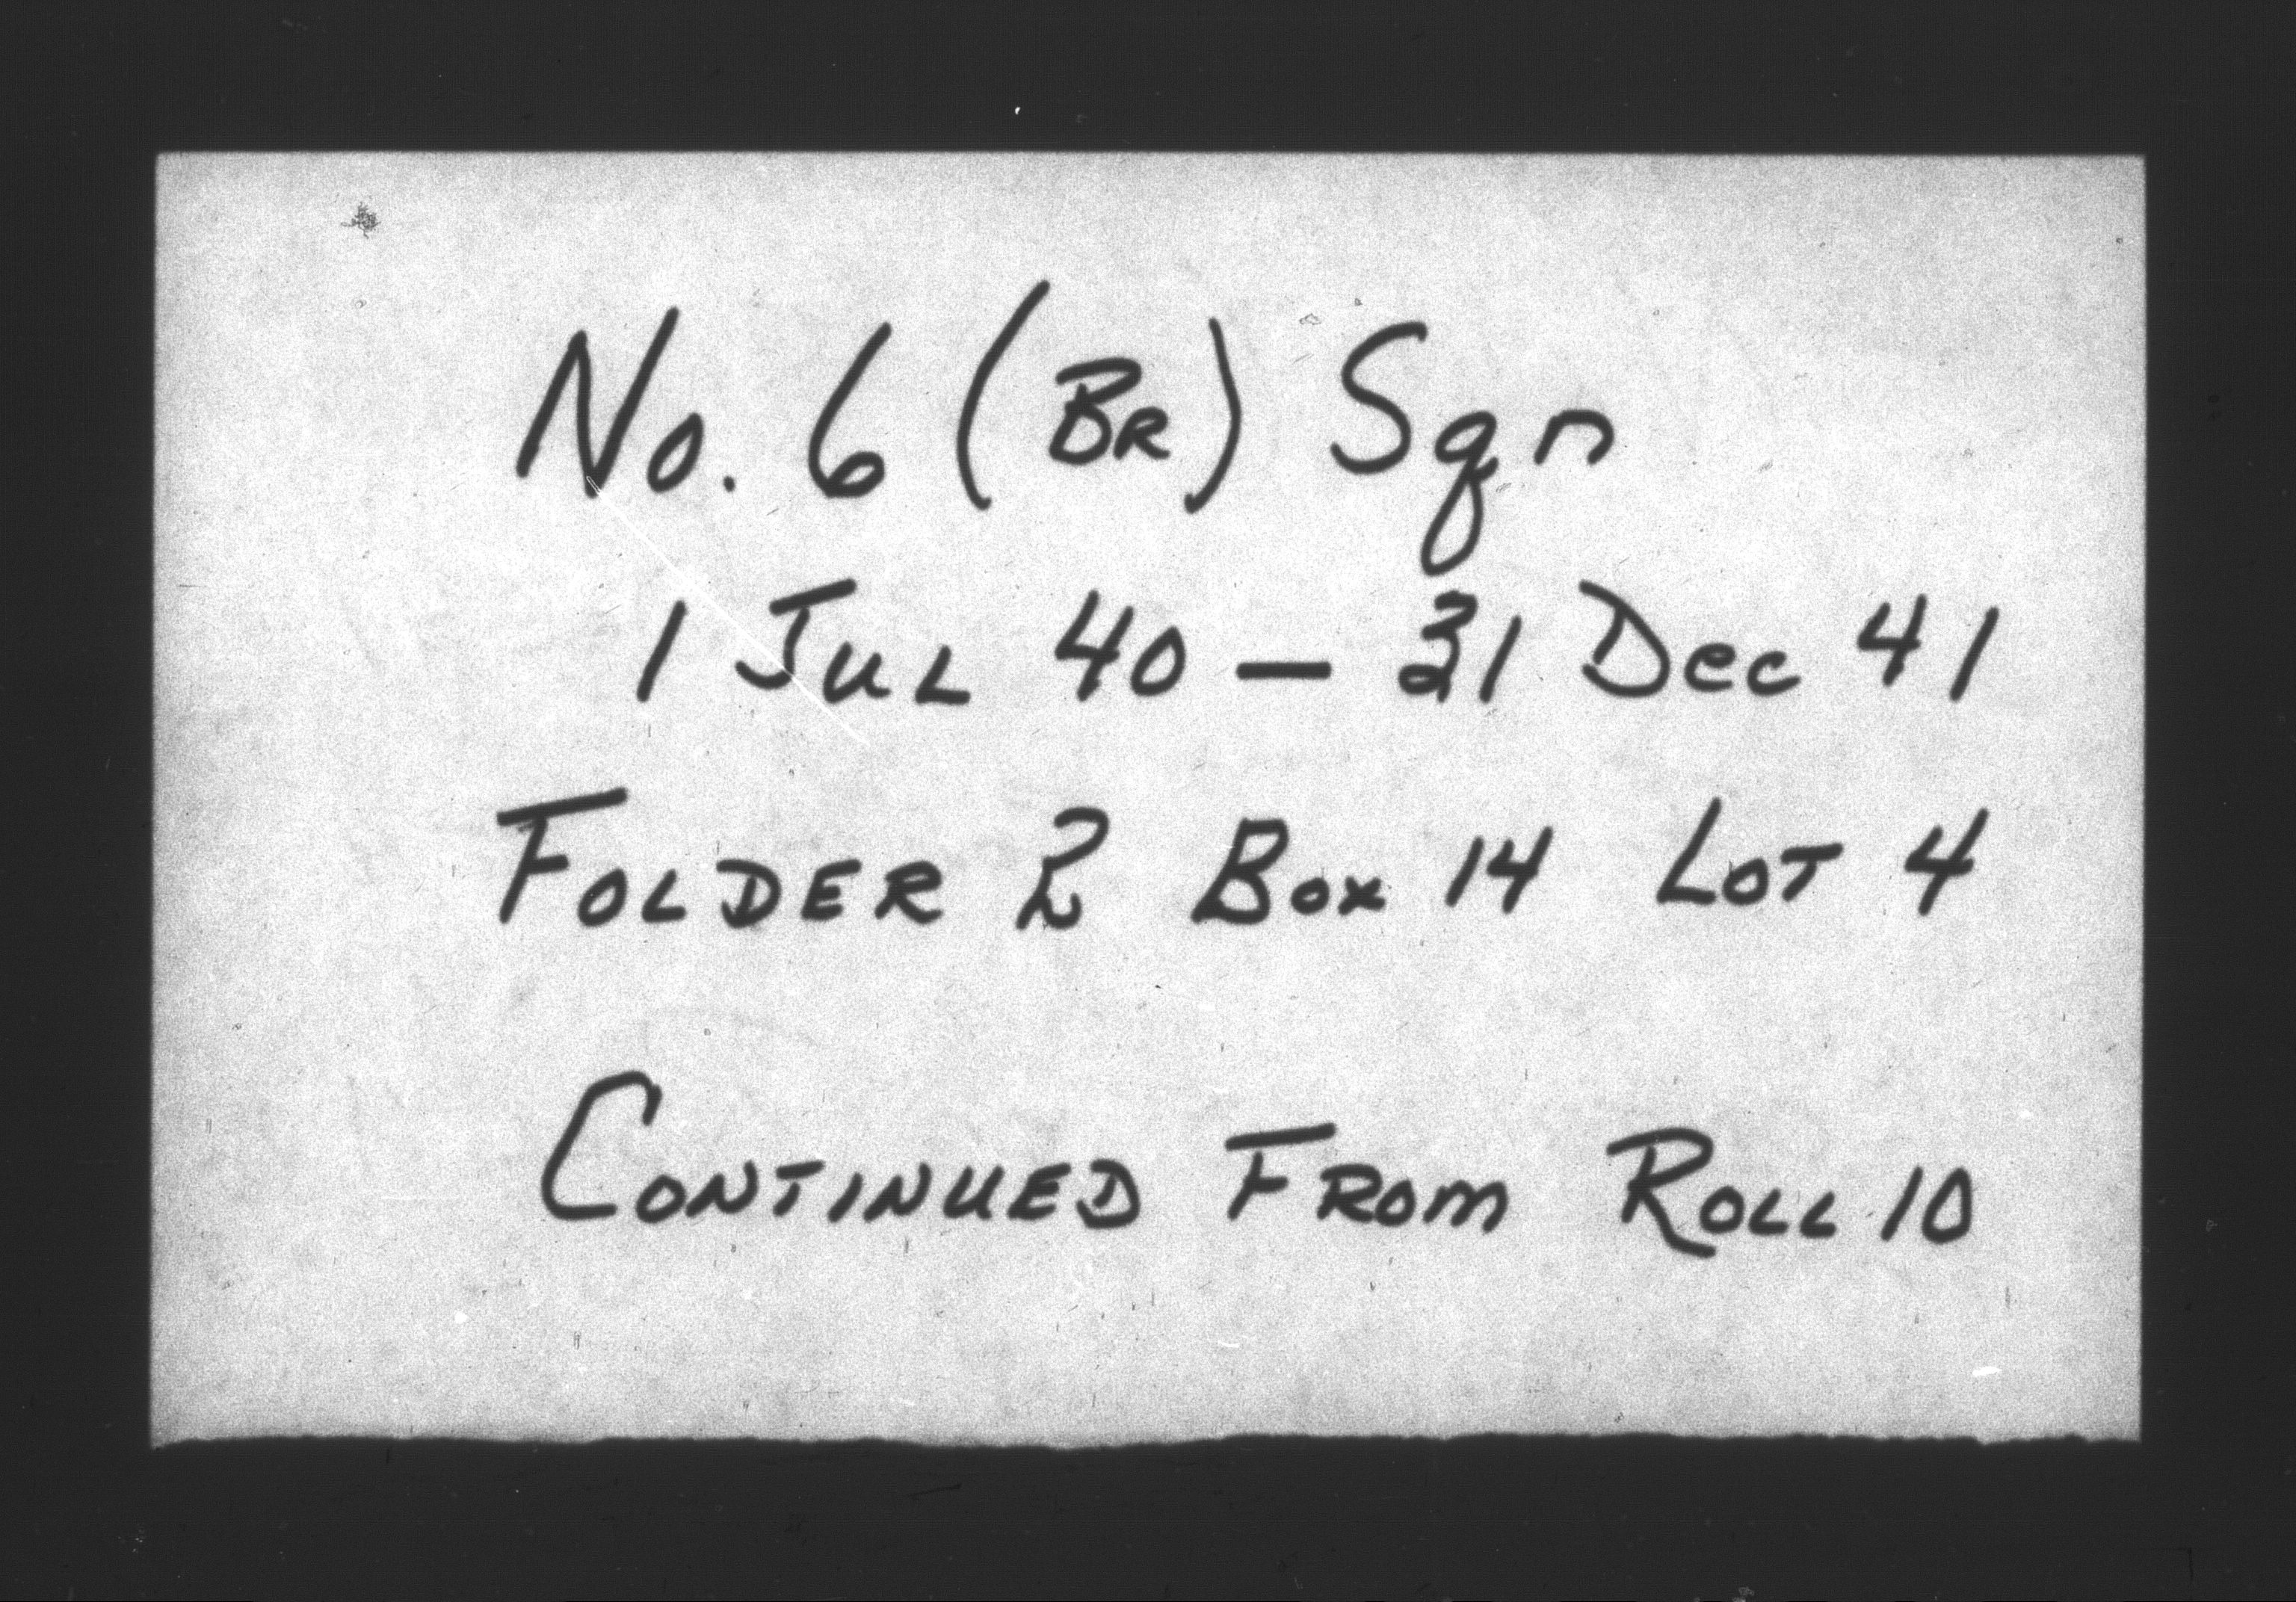 No. 6 (BR) Sqn
1 Jul 40 — 31 Dec 41
FOLDER 2 Box 14 LOT 4
CONTINUED FROM ROLL 10